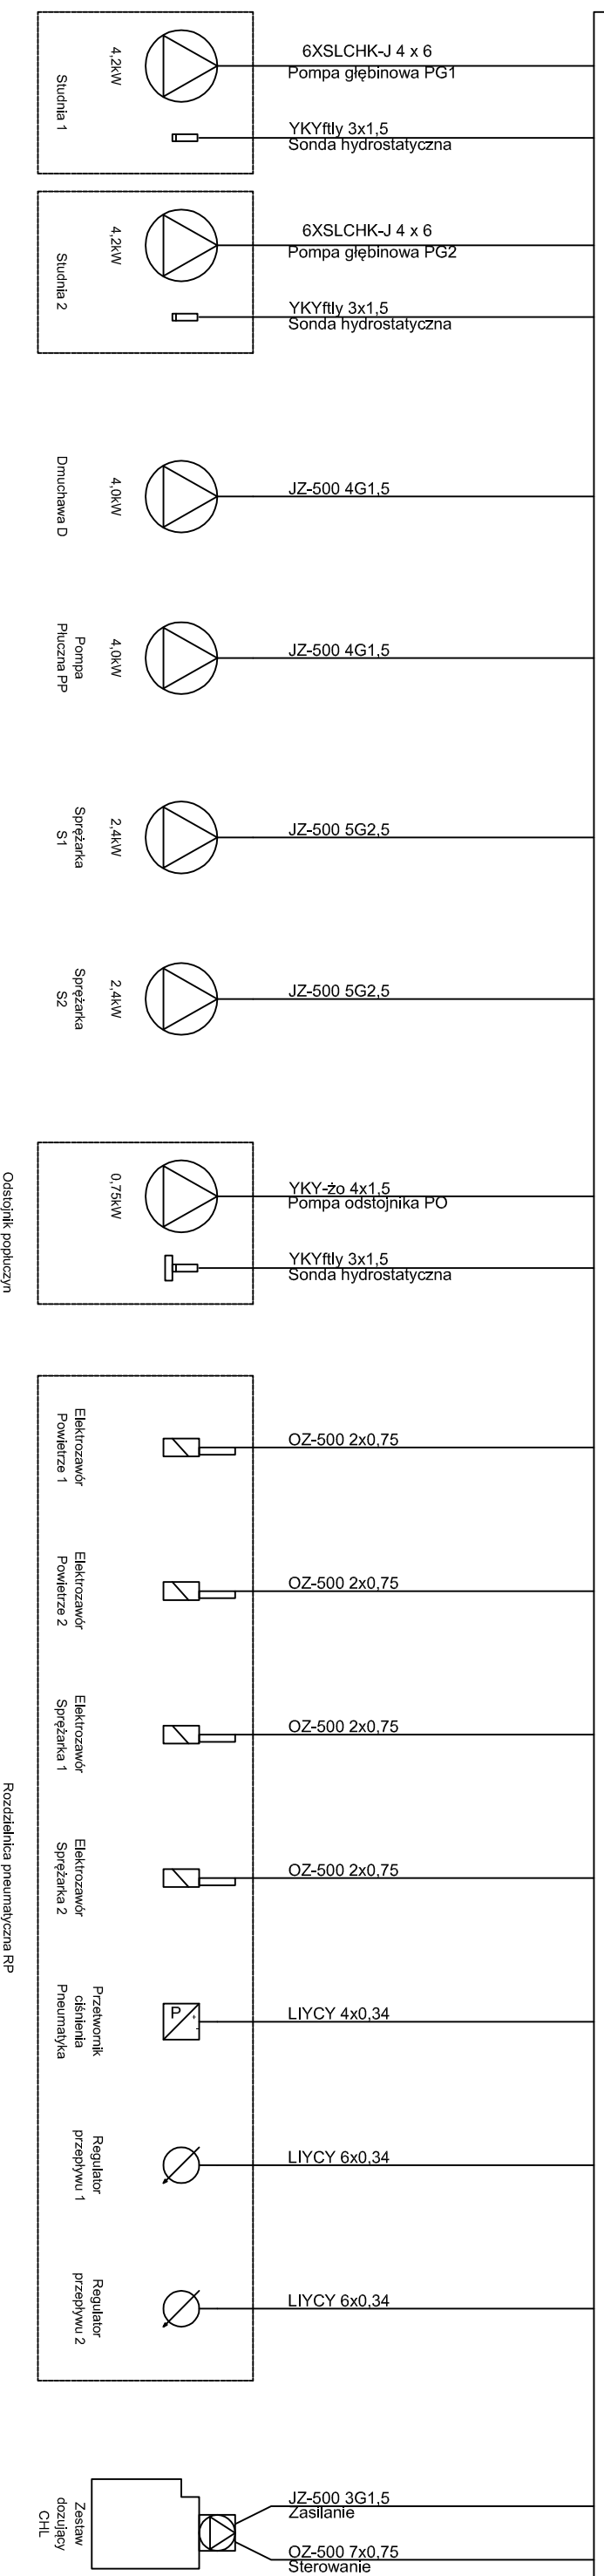 6XSLCHK-J 4 x 6
Pompa głębinowa PG1
4,2kW
Studnia 1
YKYftly 3x1,5
Sonda hydrostatyczna
6XSLCHK-J 4 x 6
Pompa głębinowa PG2
4,2kW
Studnia 2
YKYftly 3x1,5
Sonda hydrostatyczna
JZ-500 4G1,5
4,0kW
Dmuchawa D
JZ-500 4G1,5
4,0kW
Pompa
Płuczna PP
JZ-500 5G2,5
2,4kW
Sprężarka
S1
JZ-500 5G2,5
2,4kW
Sprężarka
S2
YKY-żo 4x1,5
Pompa odstojnika PO
0,75kW
YKYftly 3x1,5
Sonda hydrostatyczna
Odstojnik popłuczyn
OZ-500 2x0,75
Elektrozawór
Powietrze 1
OZ-500 2x0,75
Elektrozawór
Powietrze 2
OZ-500 2x0,75
Elektrozawór
Sprężarka 1
OZ-500 2x0,75
Elektrozawór
Sprężarka 2
Rozdzielnica pneumatyczna RP
LIYCY 4x0,34
P
+
-
Przetwornik
ciśnienia
Pneumatyka
LIYCY 6x0,34
Regulator
przepływu 1
LIYCY 6x0,34
Regulator
przepływu 2
JZ-500 3G1,5
Zasilanie
Zestaw
dozujący
CHL
OZ-500 7x0,75
Sterowanie